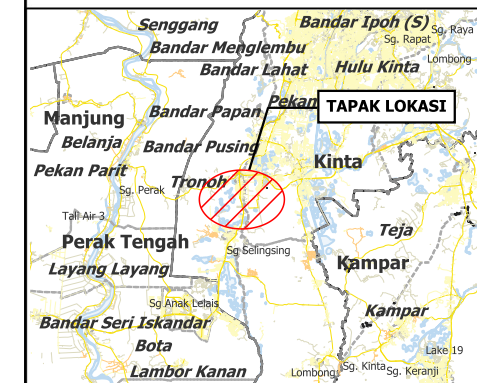 Senggang
Bandar Ipoh (S)
Sg. Raya
Sg. Rapat
Bandar Menglembu
Lombong
Bandar Lahat
Hulu Kinta
Pekan
TAPAK LOKASI
Manjung
Bandar Papan
Belanja
Bandar Pusing
Kinta
Pekan Parit
Tronoh
Sg. Perak
Tali Air 3
Teja
Perak Tengah
Sg Selingsing
Kampar
Layang Layang
Sg Anak Lelais
Kampar
Bandar Seri Iskandar
Bota
Lake 19
Lambor Kanan
Lombong
Sg. Kinta
Sg. Keranji